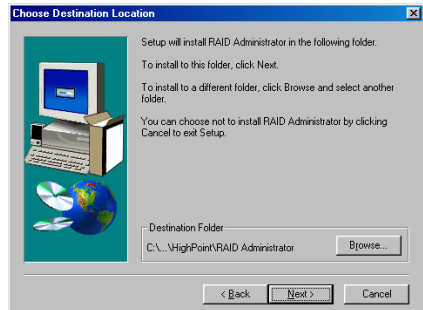 Choose Destination Location
Setup will install RAID Administrator in the following folder.
To install to this folder, click Next.
To install to a different folder, click Browse and select another
folder.
You can choose not to install RAID Administrator by clicking
Cancel to exit Setup.
Destination Folder
C:\...\HighPoint\RAID Administrator
Browse...
< Back
Next >
Cancel